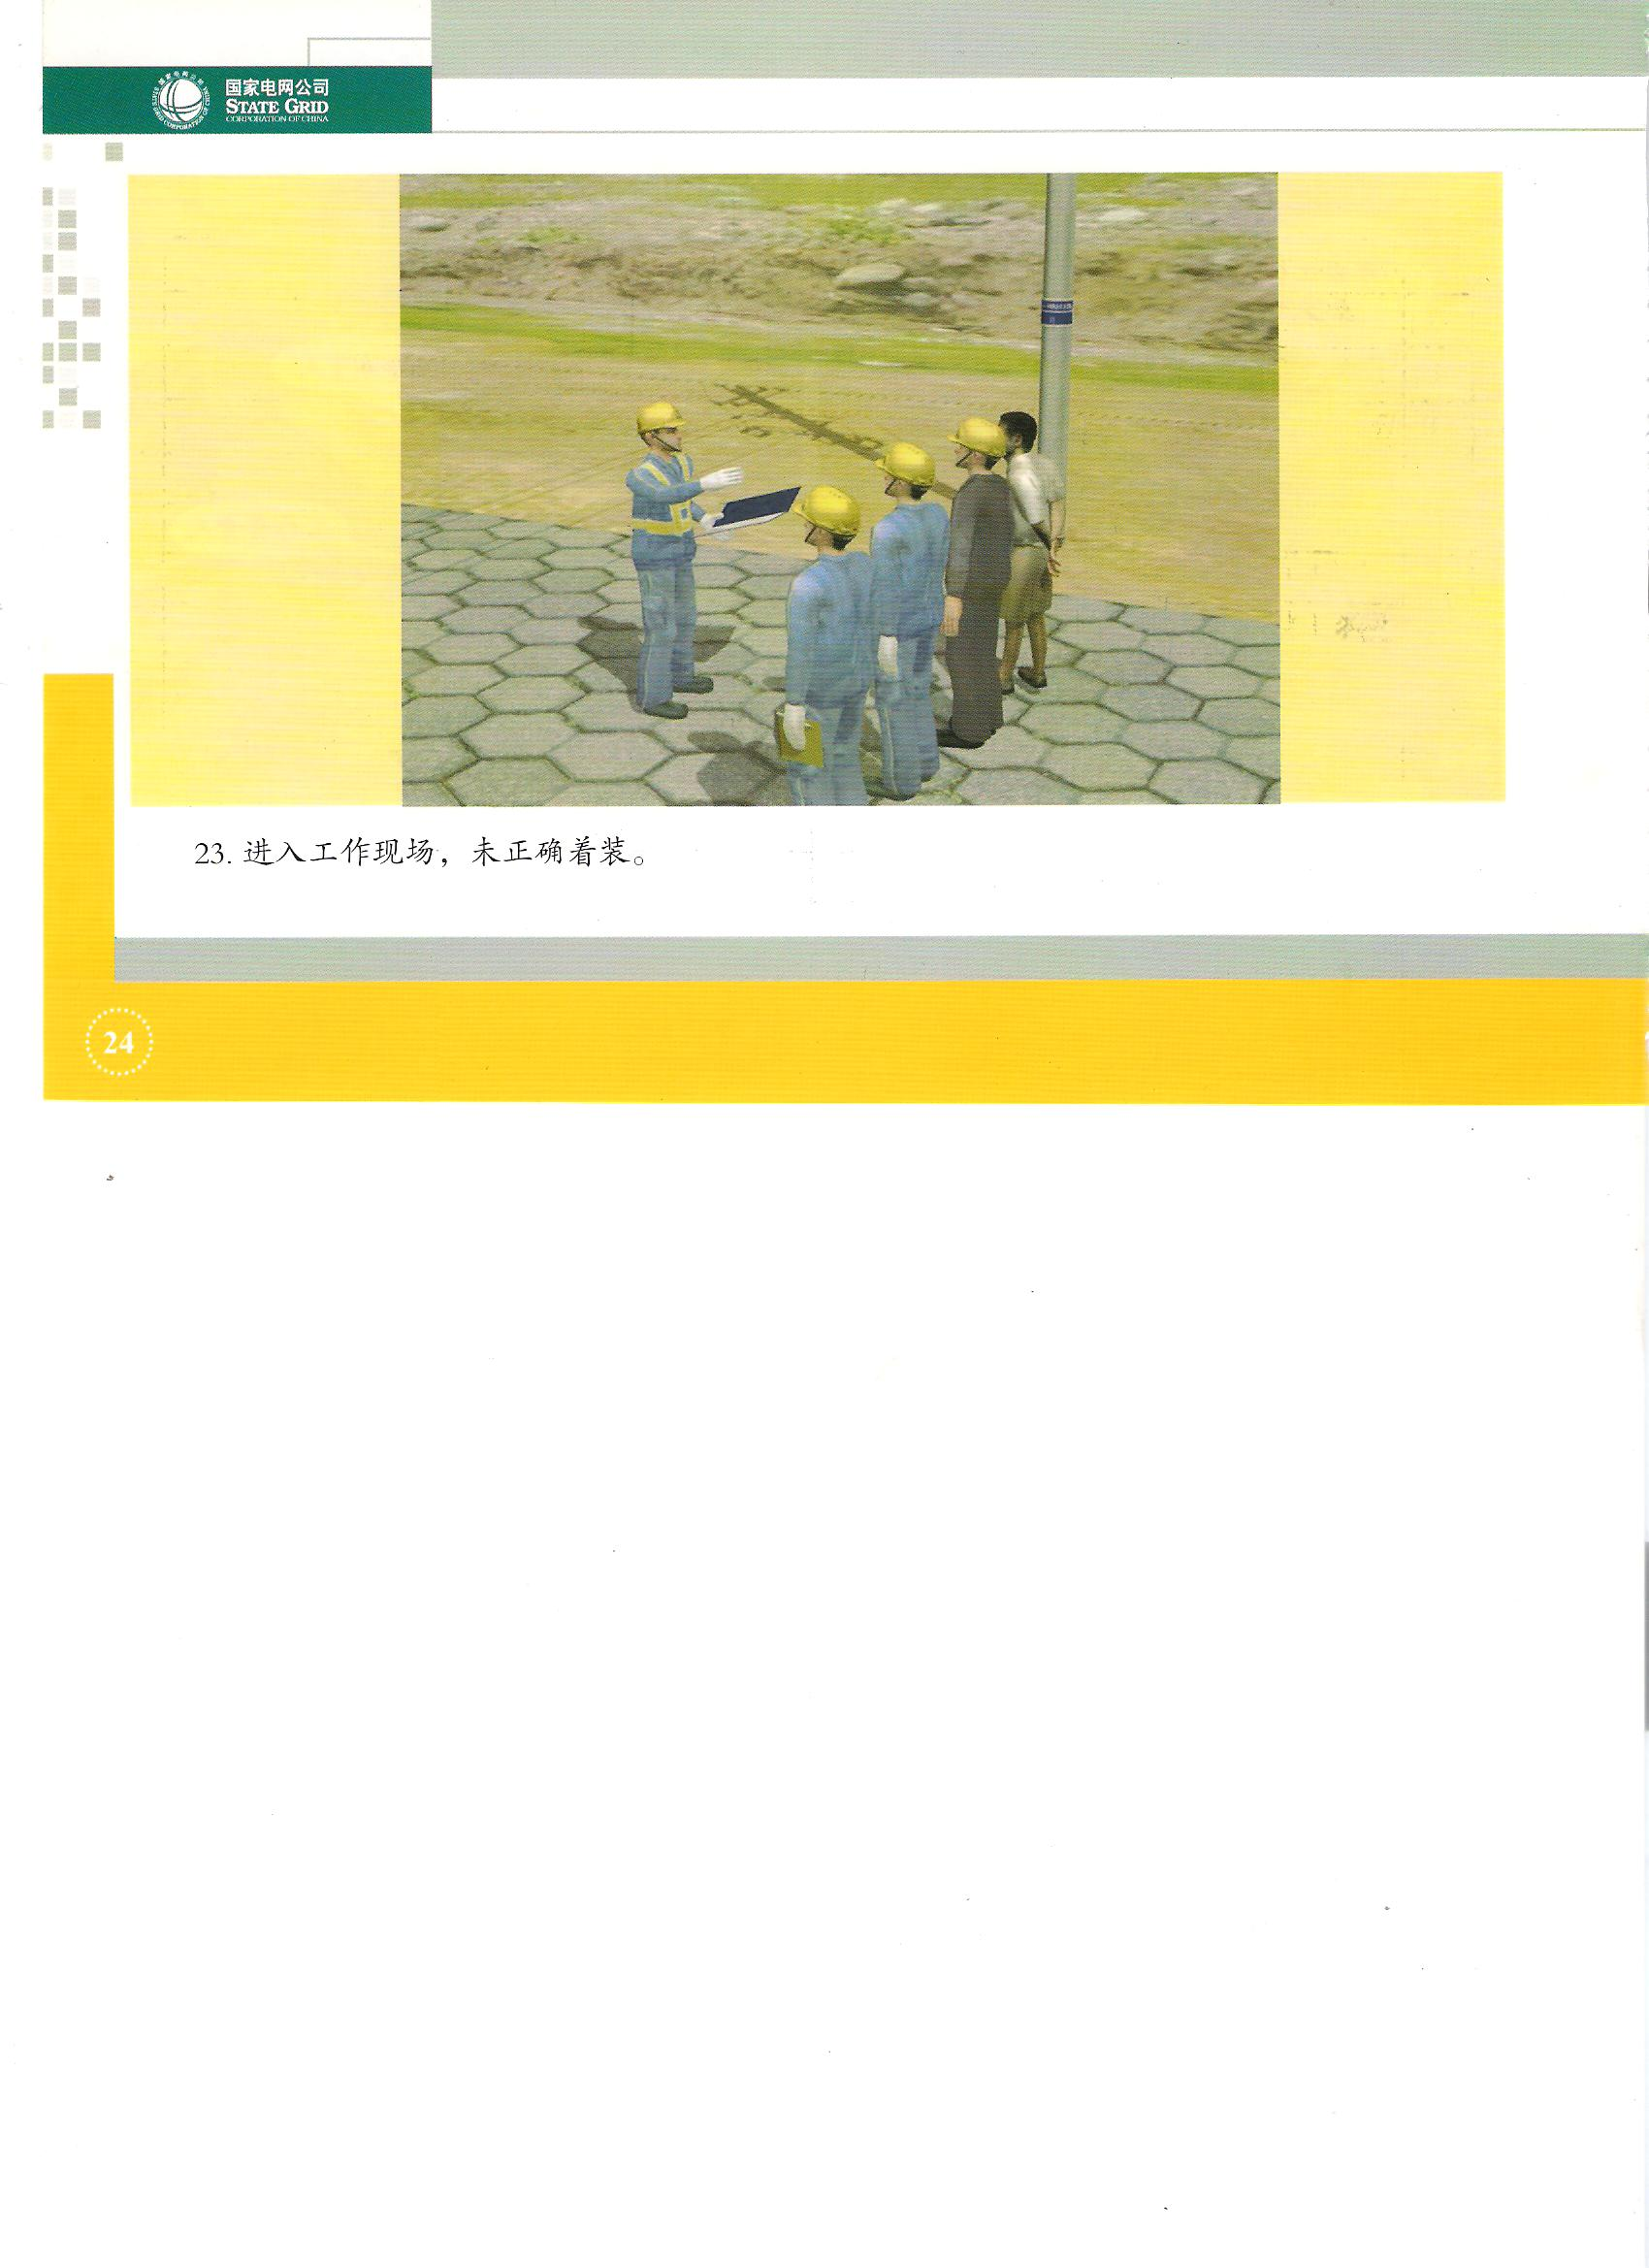 国家电网公司
STATE GRID
CORPORATION OF CHINA
23. 进入工作现场，未正确着装。
24